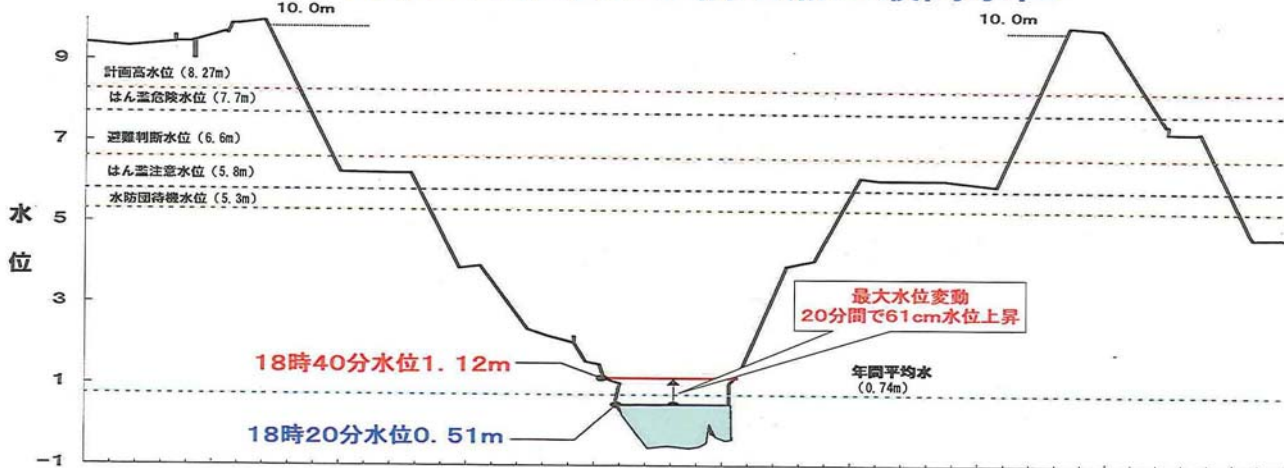 10. 0m
10. 0m
9
計画高水位 (8.27m)
はん濫危険水位 (7.7m)
7
避難判断水位 (6.6m)
はん濫注意水位 (5.8m)
水防団待機水位 (5.3m)
5
水
位
3
最大水位変動
20分間で61cm水位上昇
18時40分水位1. 12m
1
年間平均水
(0.74m)
18時20分水位0. 51m
-1